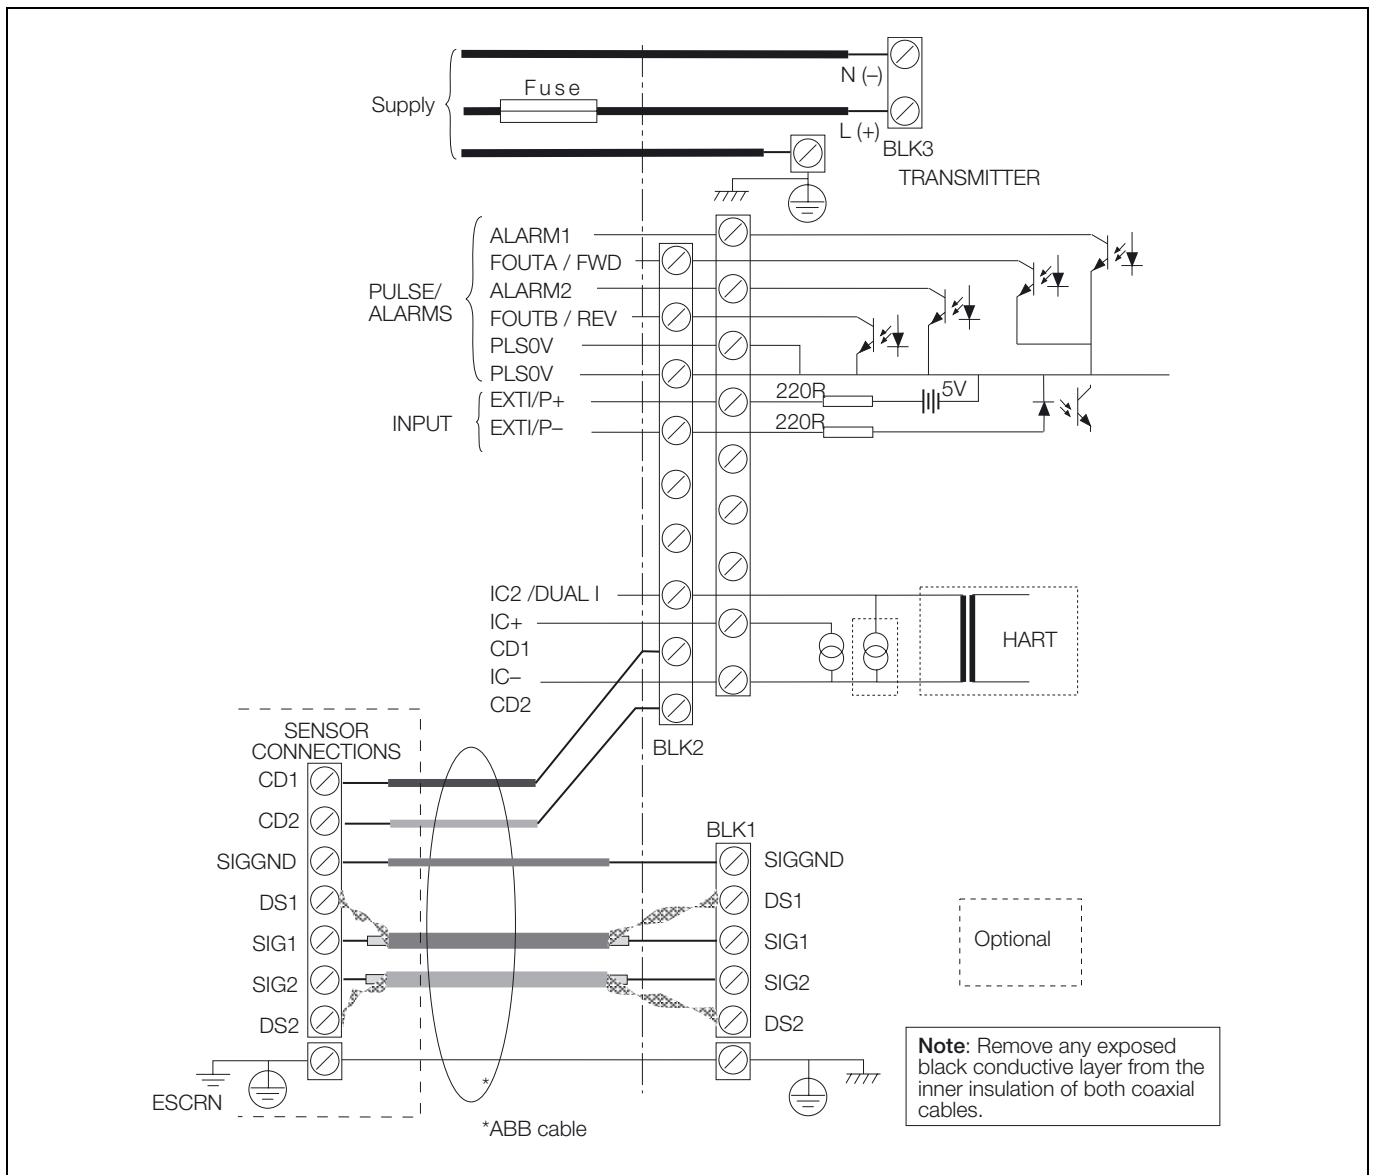 N (–)
Fuse
Supply
L (+)
BLK3
TRANSMITTER
ALARM1
FOUTA / FWD
PULSE/
ALARMS
ALARM2
FOUTB / REV
PLS0V
PLS0V
INPUT
EXTI/P+
EXTI/P–
220R
5V
220R
IC2 /DUAL I
IC+
CD1
IC–
CD2
HART
BLK2
SENSOR
CONNECTIONS
CD1
CD2
SIGGND
DS1
SIG1
SIG2
DS2
ESCRN
BLK1
SIGGND
DS1
SIG1
SIG2
DS2
Optional
*
*ABB cable
Note: Remove any exposed
black conductive layer from the
inner insulation of both coaxial
cables.